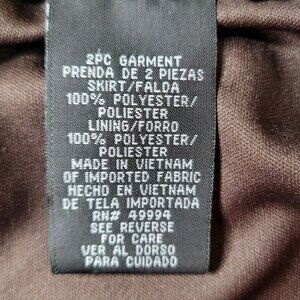 2PC GARMENT
PRENDA DE 2 PIEZAS
SKIRT/FALDA
100% POLYESTER/
POLIESTER
LINING/FORRO
100% POLYESTER/
POLIESTER
MADE IN VIETNAM
OF IMPORTED FABRIC
HECHO EN VIETNAM
DE TELA IMPORTADA
RN# 49994
SEE REVERSE
FOR CARE
VER AL DORSO
PARA CUIDADO